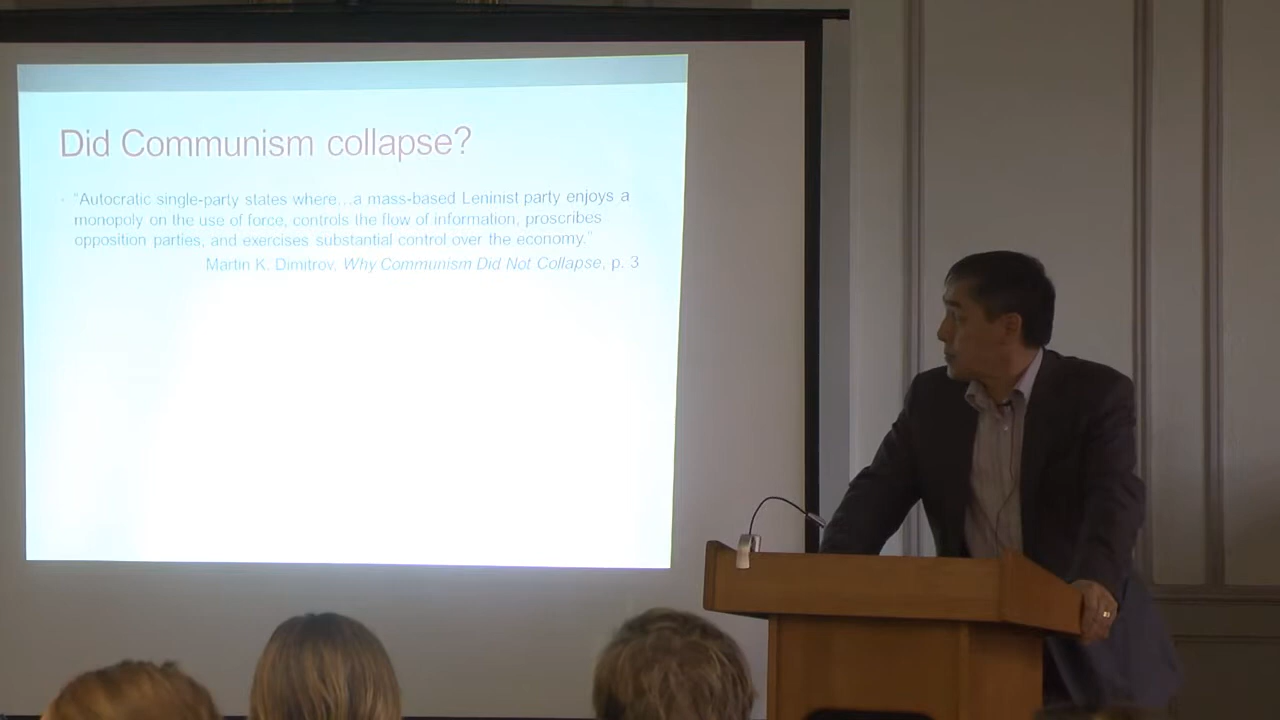 Did Communism collapse?
"Autocratic single-party states where…a mass-based Leninist party enjoys a
monopoly on the use of force, controls the flow of information, proscribes
opposition parties, and exercises substantial control over the economy."
Martin K. Dimitrov. Why Communism Did Not Collapse, p. 3